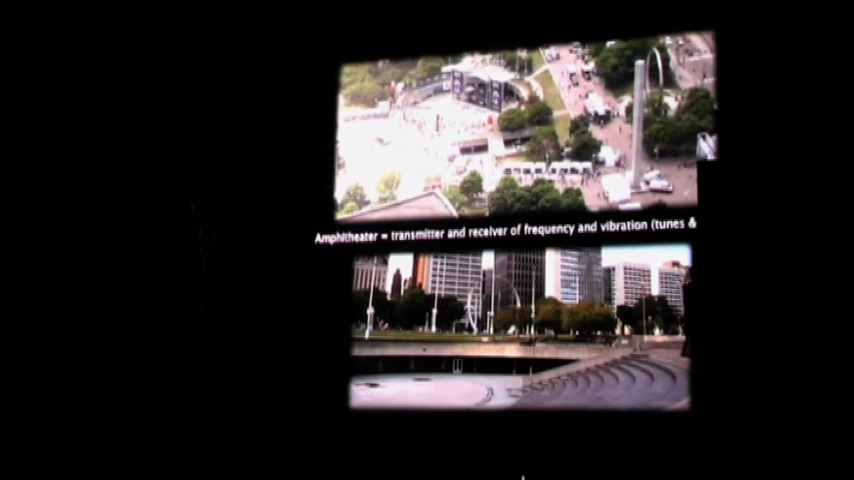 Amphitheater = transmitter and receiver of frequency and vibration (tunes &